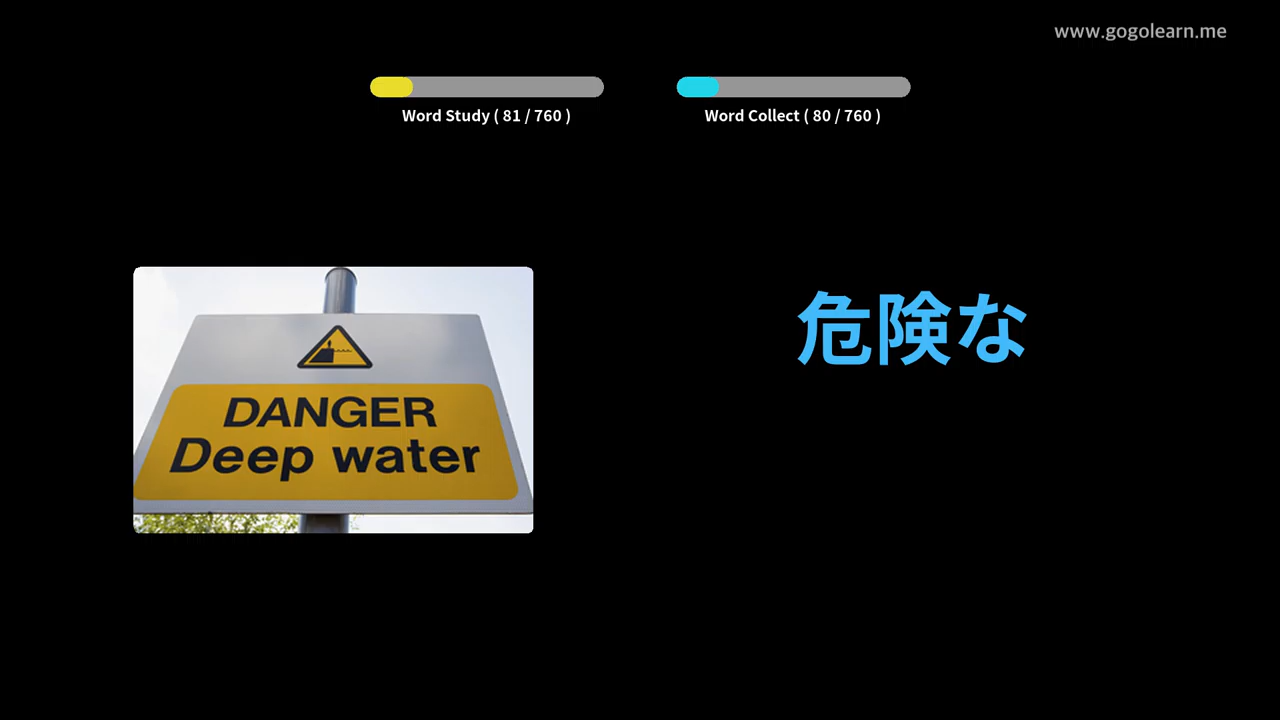 www.gogolearn.me
Word Study ( 81 / 760 )
Word Collect ( 80 / 760 )
危険な
DANGER
Deep water